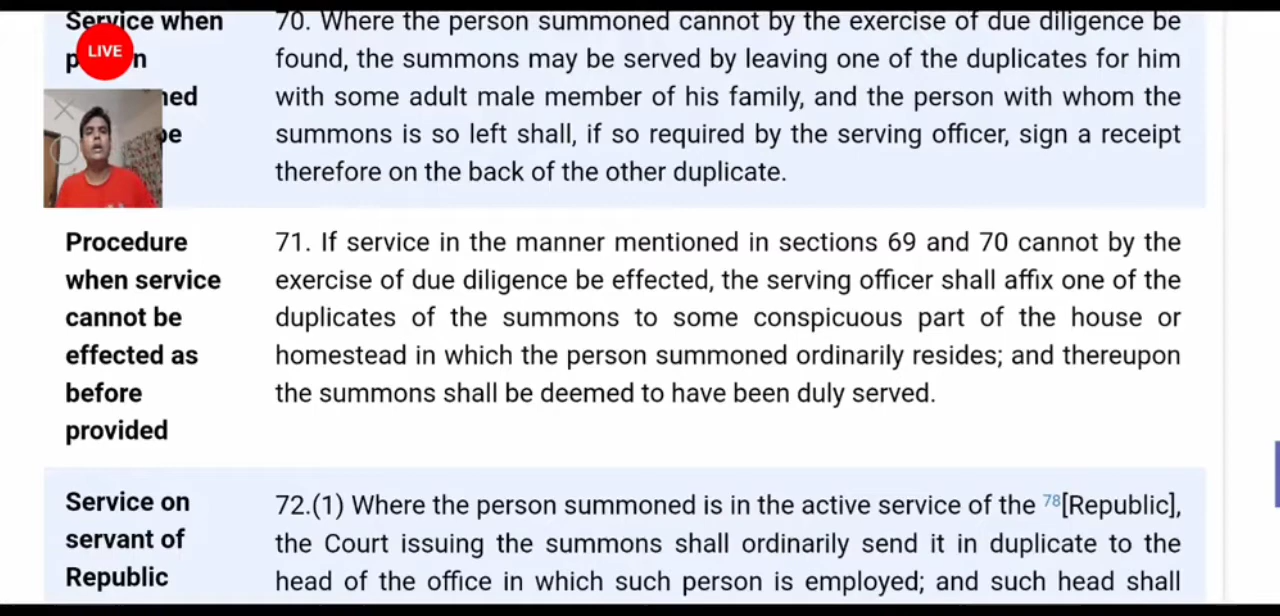 Service when
p n
ned
be
70. Where the person summoned cannot by the exercise of due diligence be
found, the summons may be served by leaving one of the duplicates for him
with some adult male member of his family, and the person with whom the
summons is so left shall, if so required by the serving officer, sign a receipt
therefore on the back of the other duplicate.
LIVE
Procedure
when service
cannot be
effected as
before
provided
71. If service in the manner mentioned in sections 69 and 70 cannot by the
exercise of due diligence be effected, the serving officer shall affix one of the
duplicates of the summons to some conspicuous part of the house or
homestead in which the person summoned ordinarily resides; and thereupon
the summons shall be deemed to have been duly served.
Service on
servant of
Republic
72.(1) Where the person summoned is in the active service of the 78[Republic],
the Court issuing the summons shall ordinarily send it in duplicate to the
head of the office in which such person is employed; and such head shall